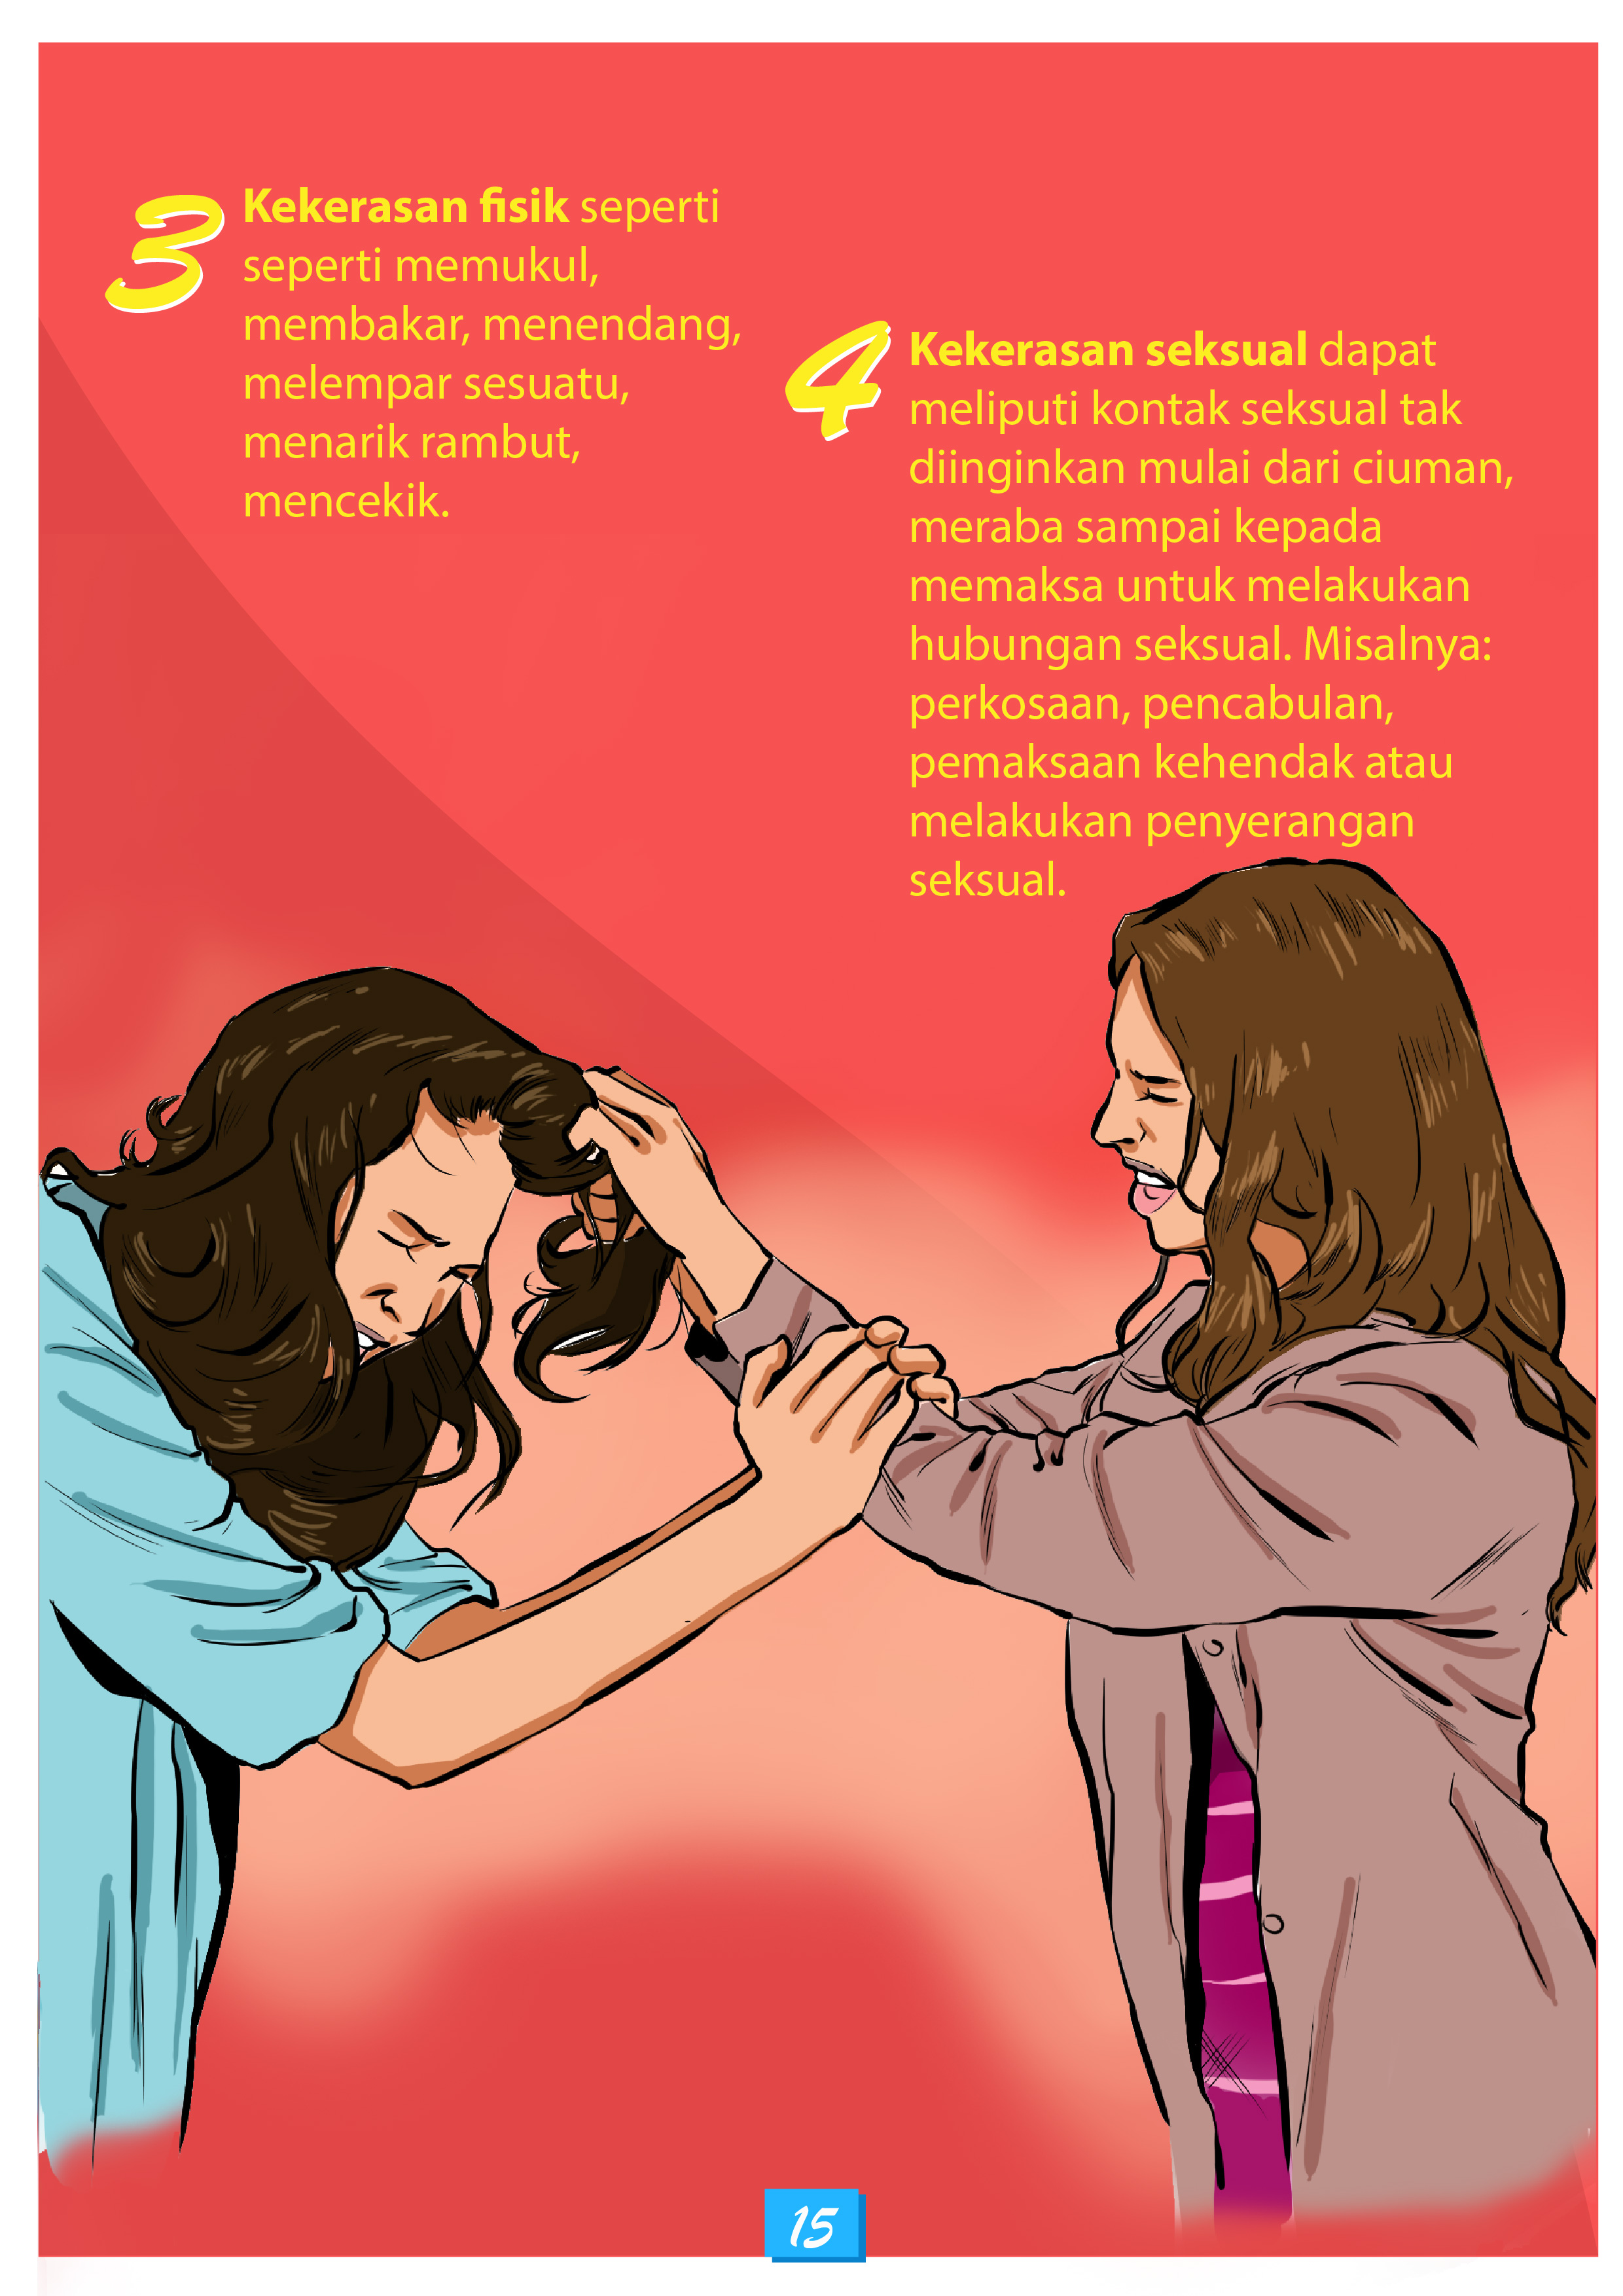 3
Kekerasan fisik seperti
seperti memukul,
membakar, menendang,
melempar sesuatu,
menarik rambut,
mencekik.
4
Kekerasan seksual dapat
meliputi kontak seksual tak
diinginkan mulai dari ciuman,
meraba sampai kepada
memaksa untuk melakukan
hubungan seksual. Misalnya:
perkosaan, pencabulan,
pemaksaan kehendak atau
melakukan penyerangan
seksual.
15